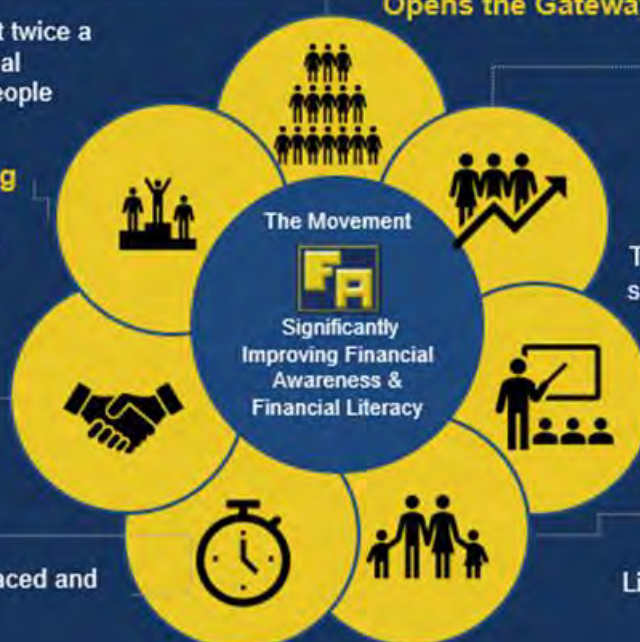 Opens the Gatewa
t twice a
al
eople
g
The Movement
FA
Significantly
Improving Financial
Awareness &
Financial Literacy
T
s
aced and
Li